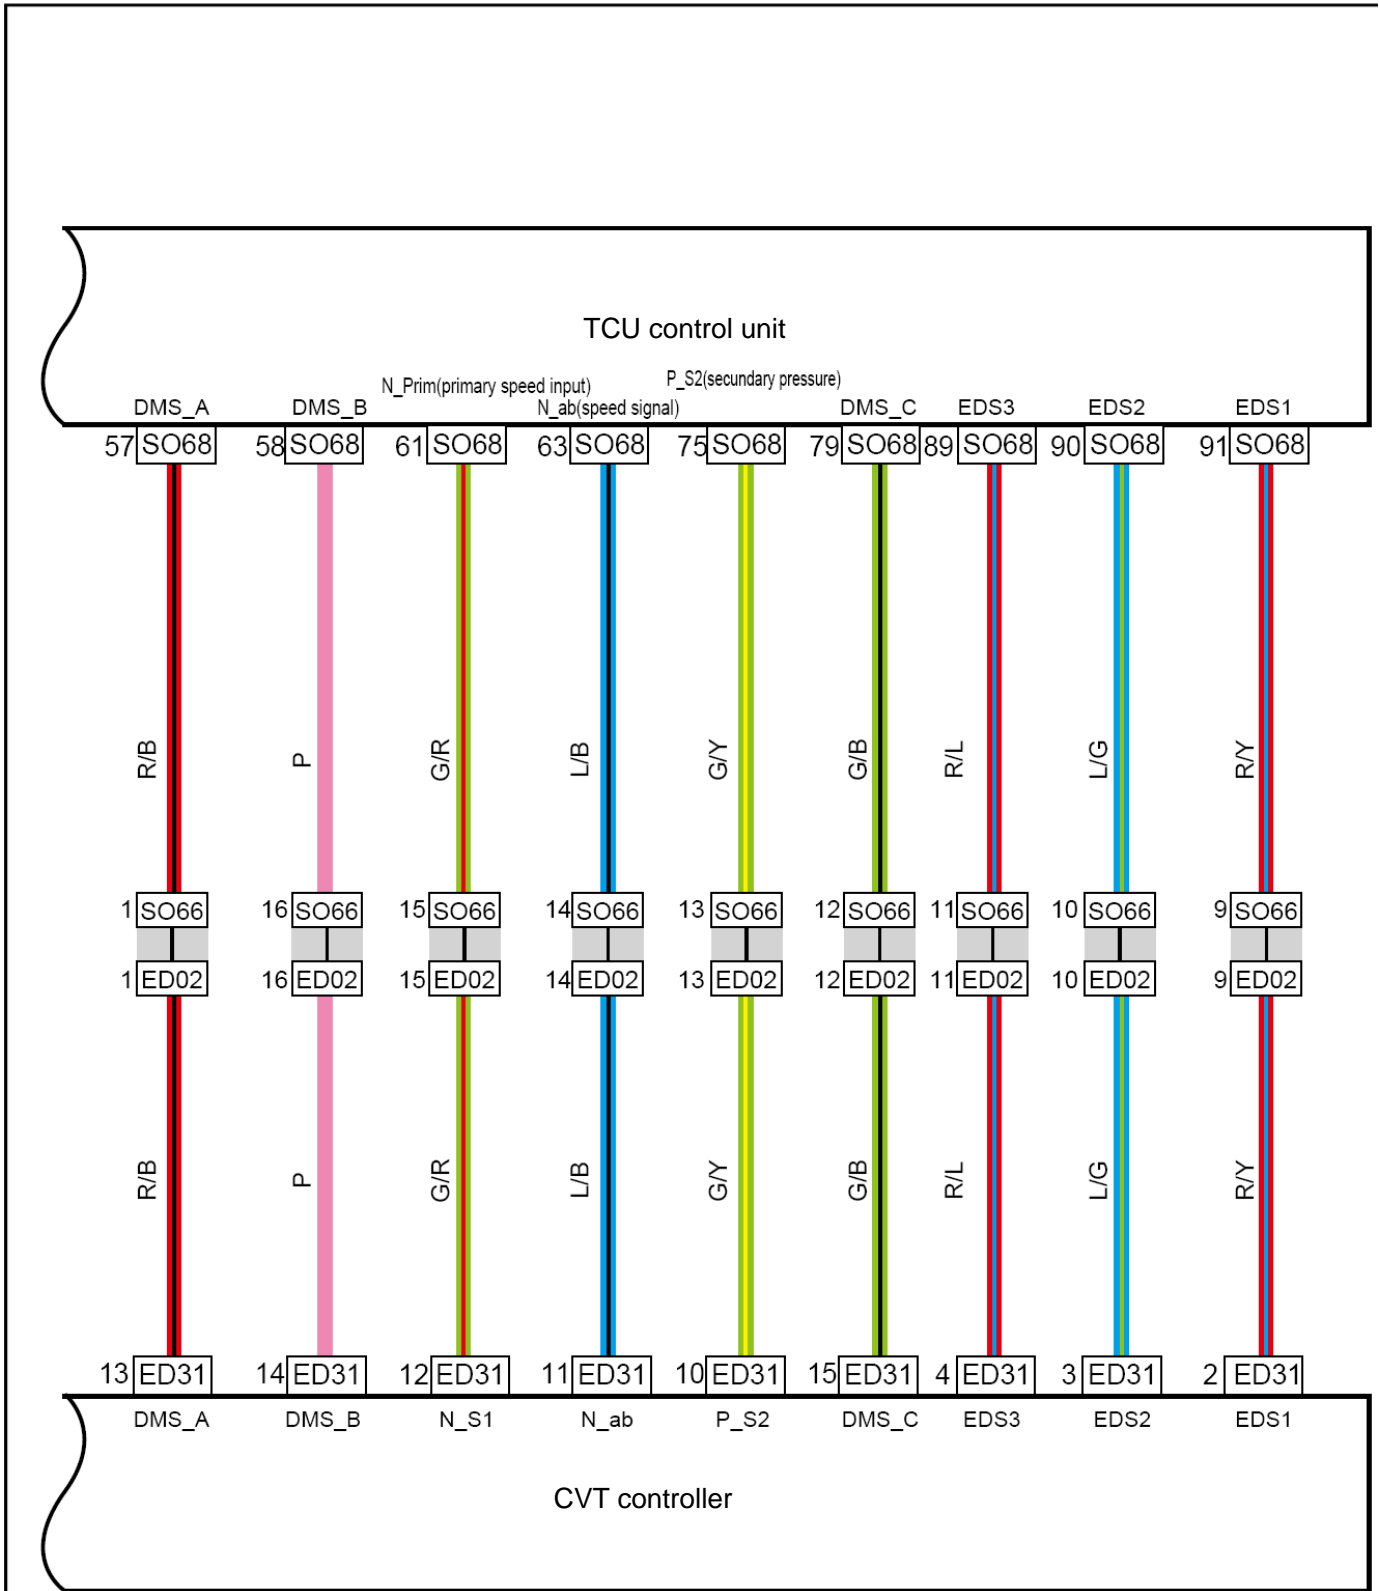 TCU control unit
N_Prim(primary speed input)
P_S2(secundary pressure)
DMS_A DMS_B N_ab(speed signal) DMS_C EDS3 EDS2 EDS1
57 SO68 58 SO68 61 SO68 63 SO68 75 SO68 79 SO68 89 SO68 90 SO68 91 SO68
R/B P G/R L/B G/Y G/B R/L L/G R/Y
1 SO66 16 SO66 15 SO66 14 SO66 13 SO66 12 SO66 11 SO66 10 SO66 9 SO66
1 ED02 16 ED02 15 ED02 14 ED02 13 ED02 12 ED02 11 ED02 10 ED02 9 ED02
R/B P G/R L/B G/Y G/B R/L L/G R/Y
13 ED31 14 ED31 12 ED31 11 ED31 10 ED31 15 ED31 4 ED31 3 ED31 2 ED31
DMS_A DMS_B N_S1 N_ab P_S2 DMS_C EDS3 EDS2 EDS1
CVT controller